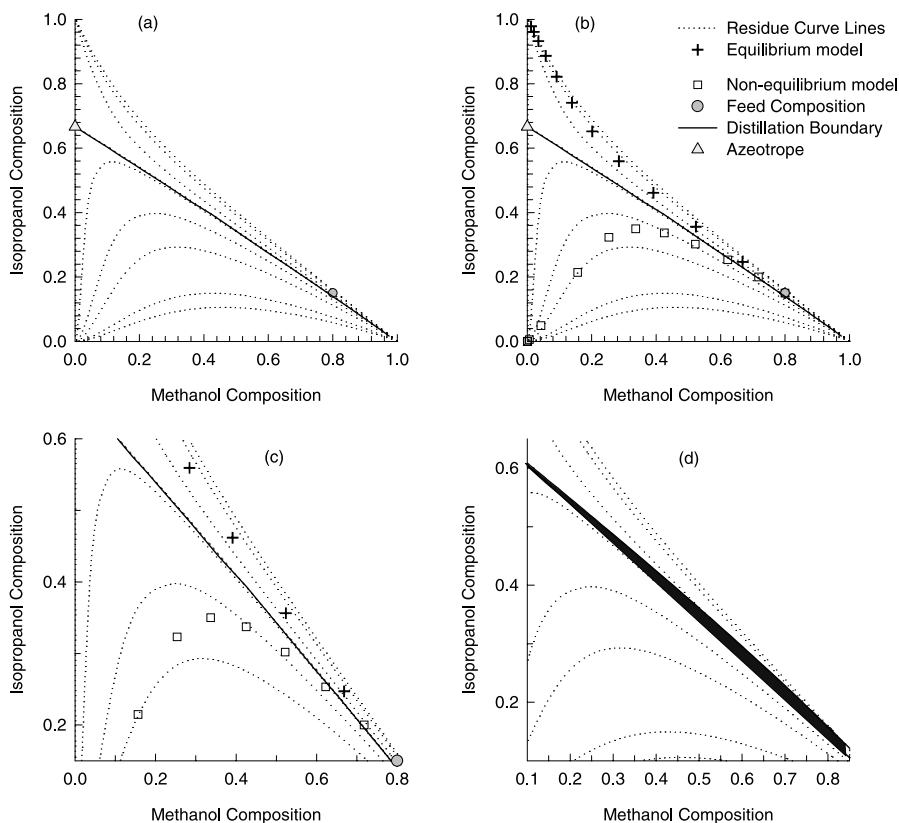 (a)
1.0
0.8
0.6
0.4
0.2
0.0
Isopropanol Composition
0.0 0.2 0.4 0.6 0.8 1.0
Methanol Composition
(b)
1.0
0.8
0.6
0.4
0.2
0.0
Isopropanol Composition
0.0 0.2 0.4 0.6 0.8 1.0
Methanol Composition
Residue Curve Lines
Equilibrium model
Non-equilibrium model
Feed Composition
Distillation Boundary
Azeotrope
(c)
0.6
0.4
0.2
Isopropanol Composition
0.0 0.2 0.4 0.6 0.8
Methanol Composition
(d)
0.6
0.4
0.2
Isopropanol Composition
0.1 0.2 0.3 0.4 0.5 0.6 0.7 0.8
Methanol Composition